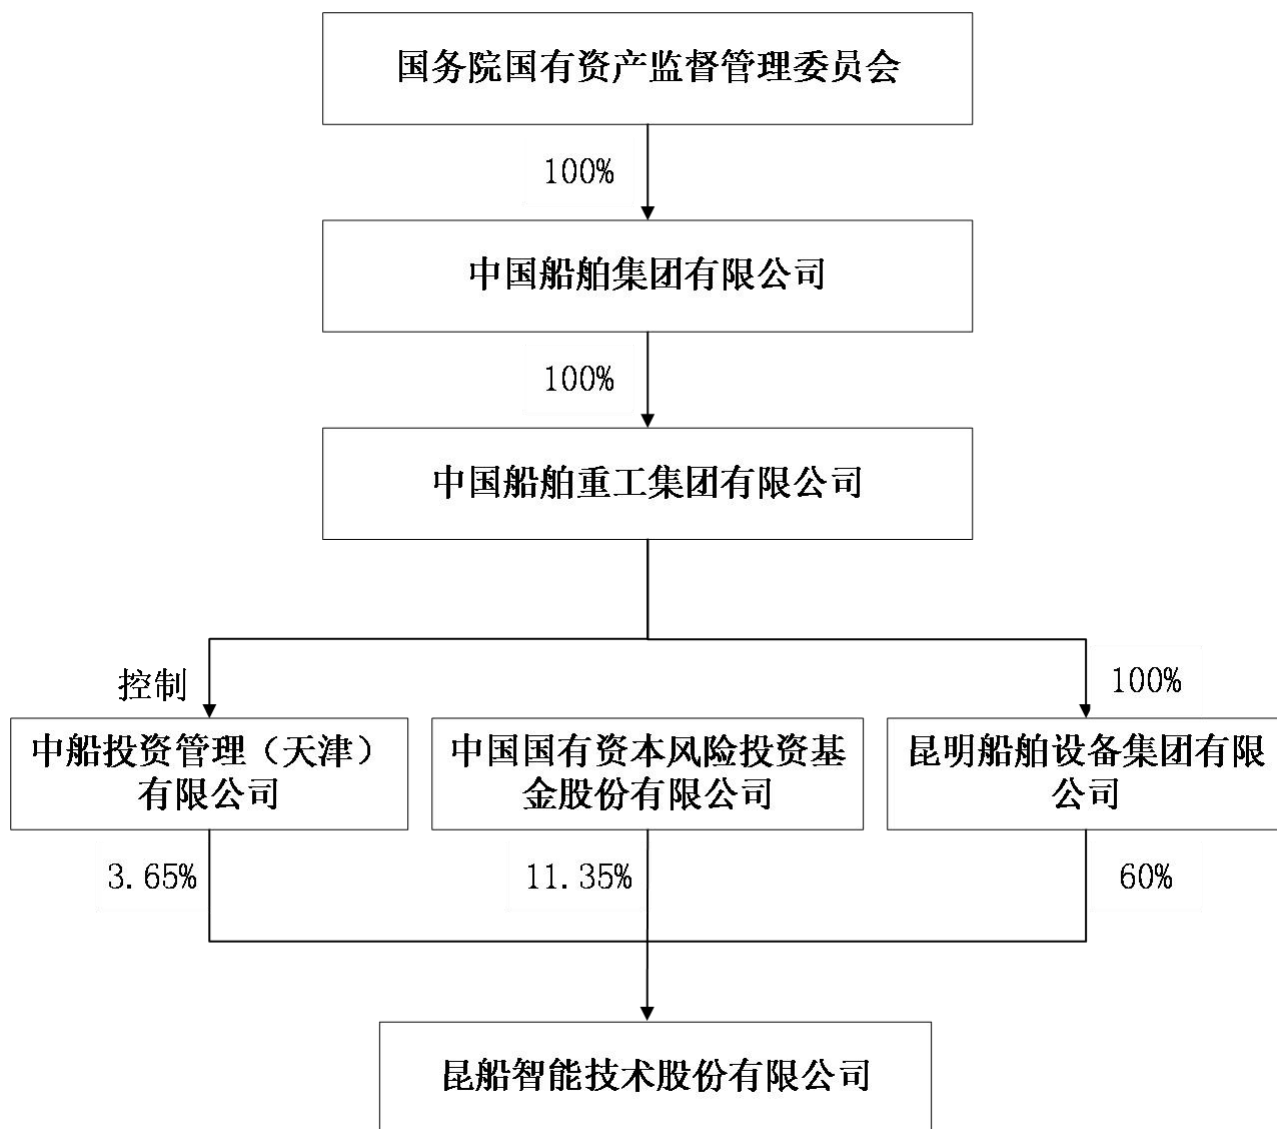 国务院国有资产监督管理委员会
100%
中国船舶集团有限公司
100%
中国船舶重工集团有限公司
控制
100%
中船投资管理（天津）
有限公司
中国国有资本风险投资基
金股份有限公司
昆明船舶设备集团有限
公司
3.65%
11.35%
60%
昆船智能技术股份有限公司